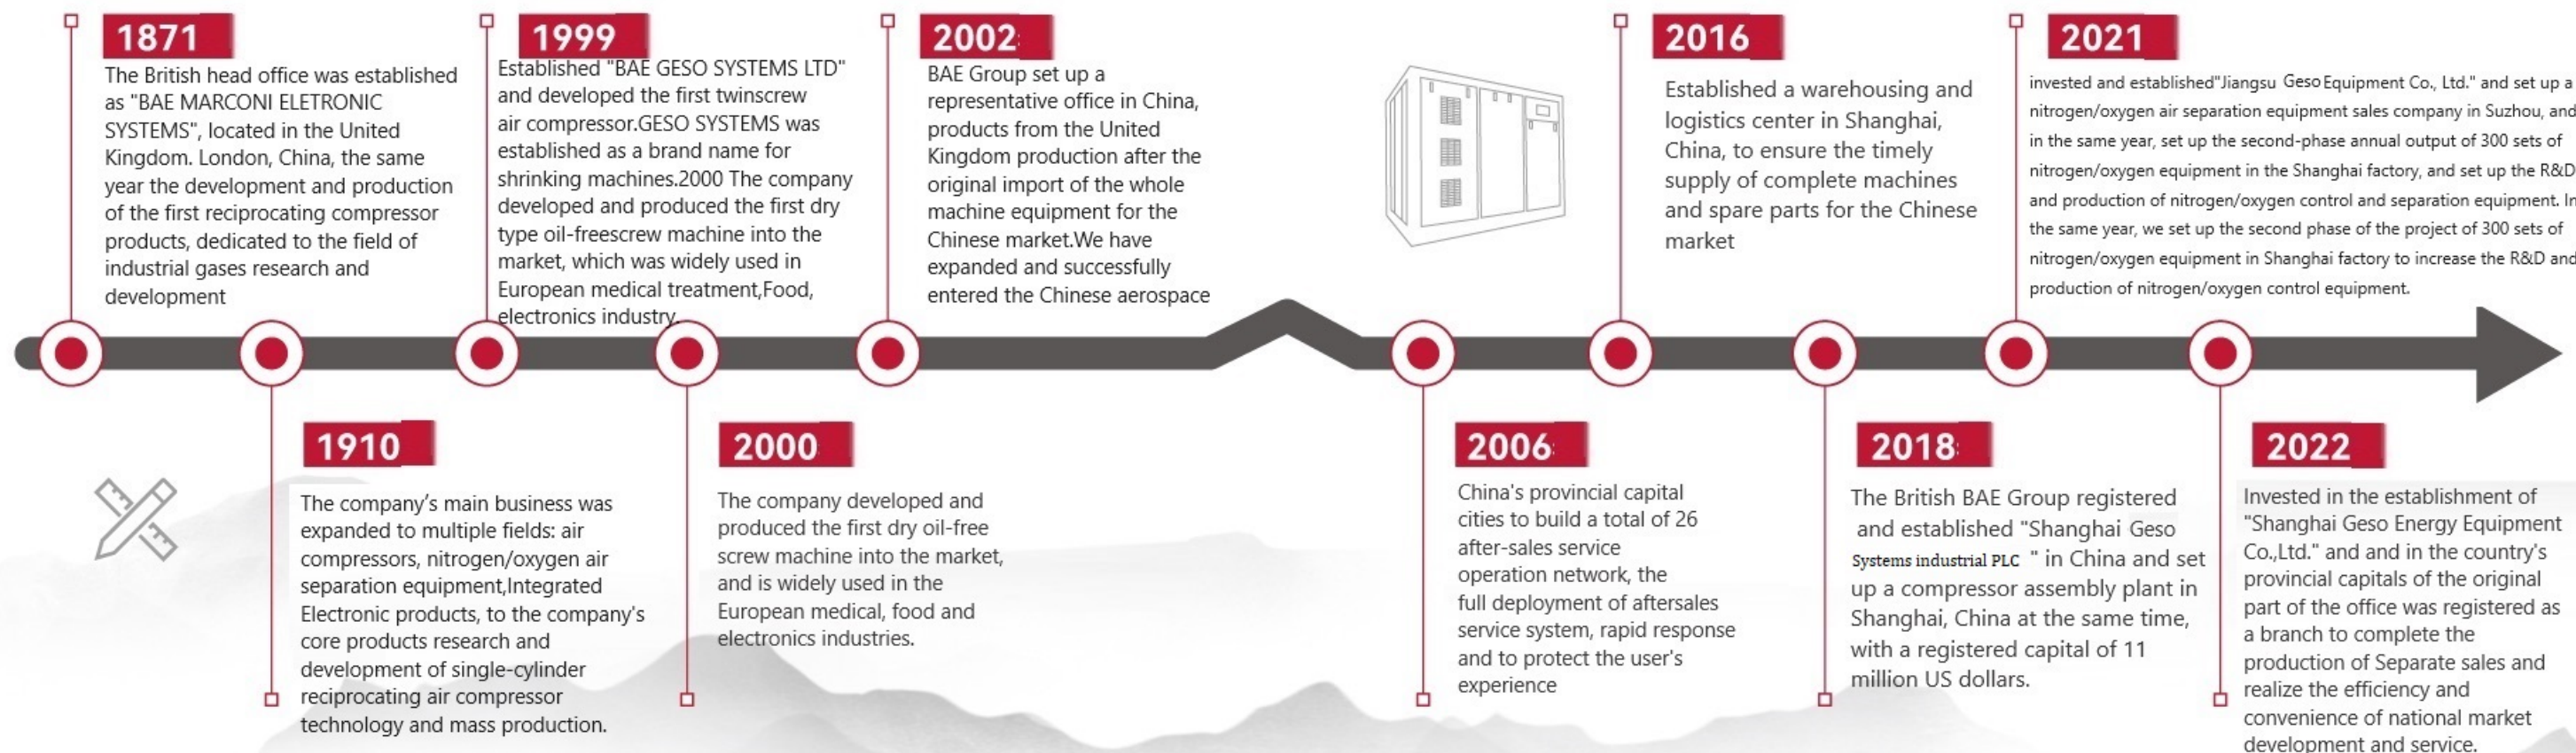 1871
The British head office was established
as "BAE MARCONI ELETRONIC
SYSTEMS", located in the United
Kingdom. London, China, the same
year the development and production
of the first reciprocating compressor
products, dedicated to the field of
industrial gases research and
development
1910
The company's main business was
expanded to multiple fields: air
compressors, nitrogen/oxygen air
separation equipment,Integrated
Electronic products, to the company's
core products research and
development of single-cylinder
reciprocating air compressor
technology and mass production.
1999
Established "BAE GESO SYSTEMS LTD"
and developed the first twinscrew
air compressor.GESO SYSTEMS was
established as a brand name for
shrinking machines.2000 The company
developed and produced the first dry
type oil-freescrew machine into the
market, which was widely used in
European medical treatment,Food,
electronics industry.
2000
The company developed and
produced the first dry oil-free
screw machine into the market,
and is widely used in the
European medical, food and
electronics industries.
2002
BAE Group set up a
representative office in China,
products from the United
Kingdom production after the
original import of the whole
machine equipment for the
Chinese market.We have
expanded and successfully
entered the Chinese aerospace
2006
China's provincial capital
cities to build a total of 26
after-sales service
operation network, the
full deployment of aftersales
service system, rapid response
and to protect the user's
experience
2016
Established a warehousing and
logistics center in Shanghai,
China, to ensure the timely
supply of complete machines
and spare parts for the Chinese
market
2018
The British BAE Group registered
and established "Shanghai Geso
Systems industrial PLC " in China and set
up a compressor assembly plant in
Shanghai, China at the same time,
with a registered capital of 11
million US dollars.
2021
invested and established"Jiangsu Geso Equipment Co., Ltd." and set up a
nitrogen/oxygen air separation equipment sales company in Suzhou, and
in the same year, set up the second-phase annual output of 300 sets of
nitrogen/oxygen equipment in the Shanghai factory, and set up the R&D
and production of nitrogen/oxygen control and separation equipment. In
the same year, we set up the second phase of the project of 300 sets of
nitrogen/oxygen equipment in Shanghai factory to increase the R&D and
production of nitrogen/oxygen control equipment.
2022
Invested in the establishment of
"Shanghai Geso Energy Equipment
Co.,Ltd." and and in the country's
provincial capitals of the original
part of the office was registered as
a branch to complete the
production of Separate sales and
realize the efficiency and
convenience of national market
development and service.